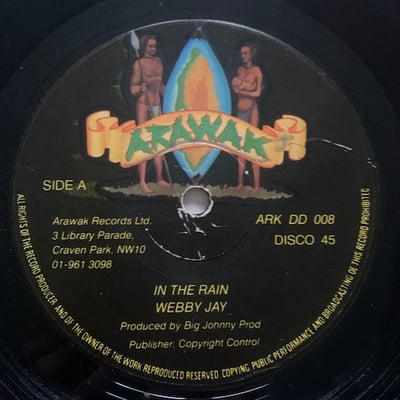 ARAWAK
SIDE A
Arawak Records Ltd.
3 Library Parade,
Craven Park, NW10
01-961 3098
ARK DD 008
DISCO 45
IN THE RAIN
WEBBY JAY
Produced by Big Johnny Prod
Publisher: Copyright Control
ALL RIGHTS OF THE RECORD PRODUCER AND OF THE OWNER OF THE WORK REPRODUCED RESERVED. COPYING PUBLIC PERFORMANCE AND BROADCASTING OF THIS RECORD PROHIBITED